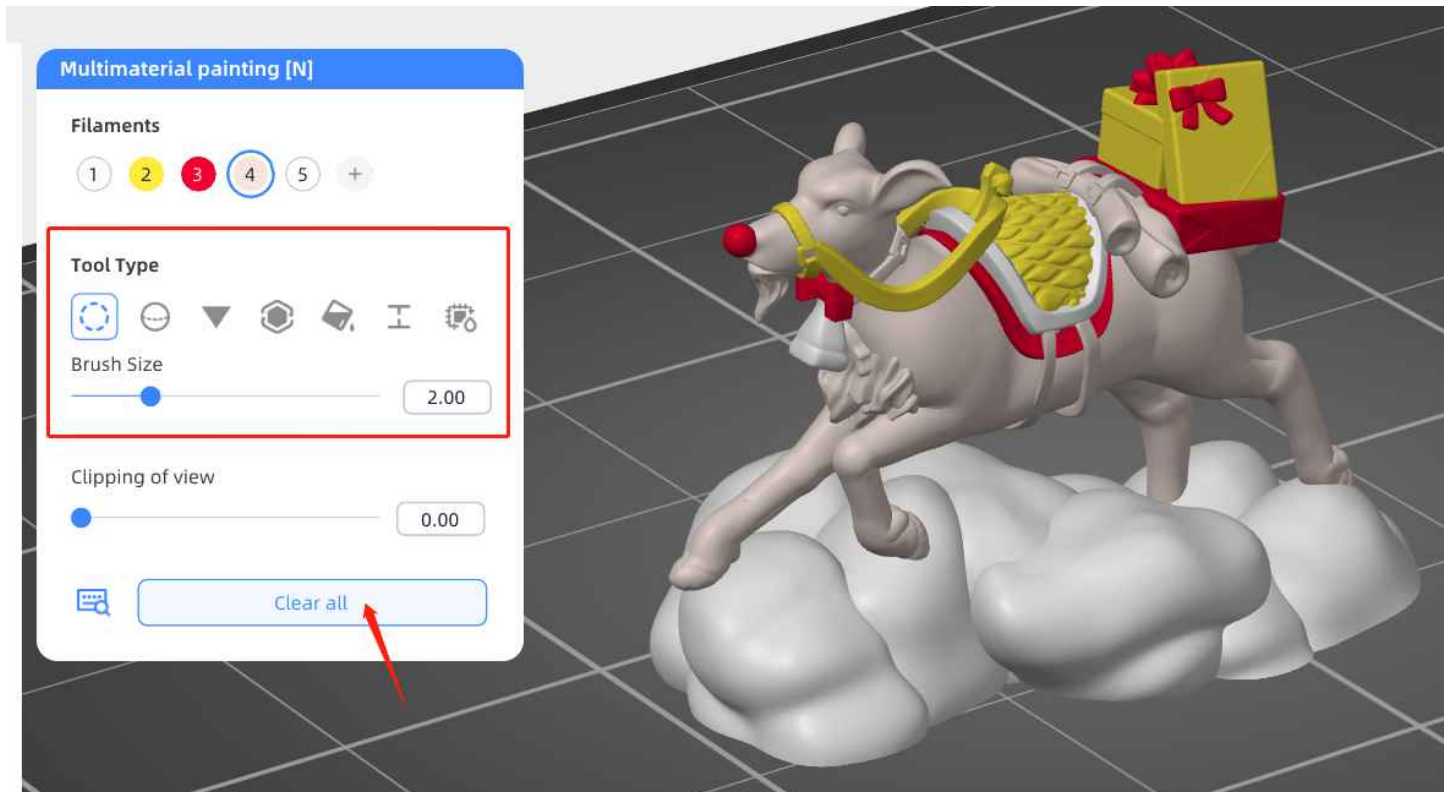 Multimaterial painting [N]
Filaments
1 2 3 4 5 +
Tool Type
Brush Size
2.00
Clipping of view
0.00
Clear all